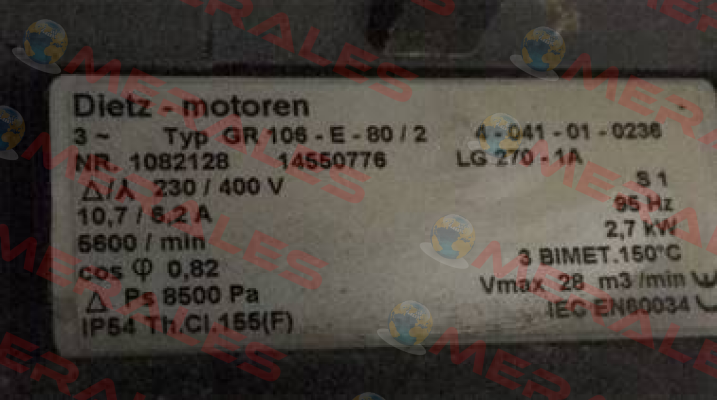 Dietz - motoren
3 ~ Typ GR 106 - E - 80 / 2 4 - 041 - 01 - 0236
NR. 1082128 14550776 LG 270 - 1A
△/⅄ 230 / 400 V S 1
10,7 / 6,2 A 95 Hz
5600 / min 2,7 kW
cos φ 0,82 3 BIMET.150°C
△ Ps 8500 Pa Vmax 28 m3/min
IP54 Th.Cl.155(F) IEC EN60034
MERALES